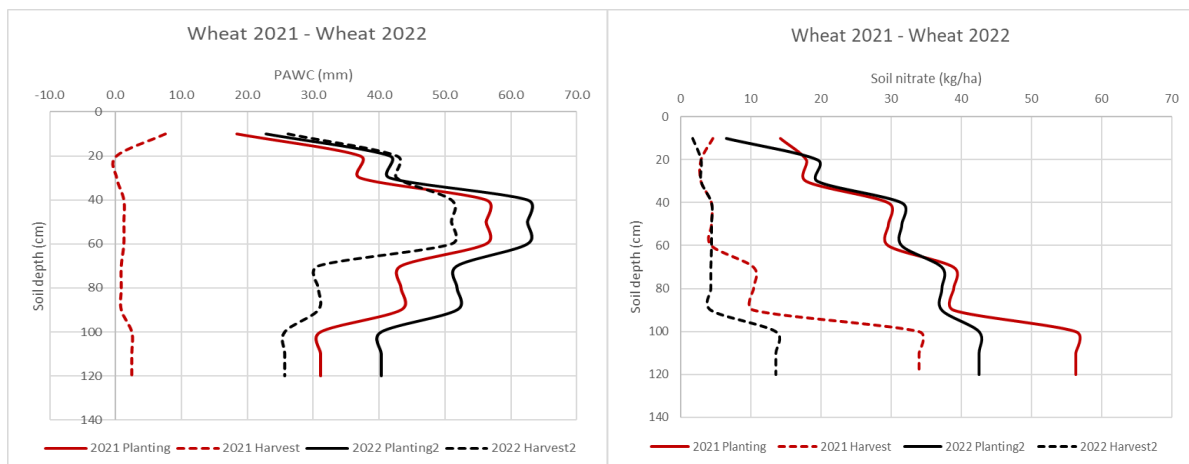 Wheat 2021 - Wheat 2022
PAWC (mm)
-10.0 0.0 10.0 20.0 30.0 40.0 50.0 60.0 70.0
0
20
40
60
80
100
120
140
Soil depth (cm)
2021 Planting 2021 Harvest 2022 Planting2 2022 Harvest2
Wheat 2021 - Wheat 2022
Soil nitrate (kg/ha)
0 10 20 30 40 50 60 70
0
20
40
60
80
100
120
140
Soil depth (cm)
2021 Planting 2021 Harvest 2022 Planting2 2022 Harvest2